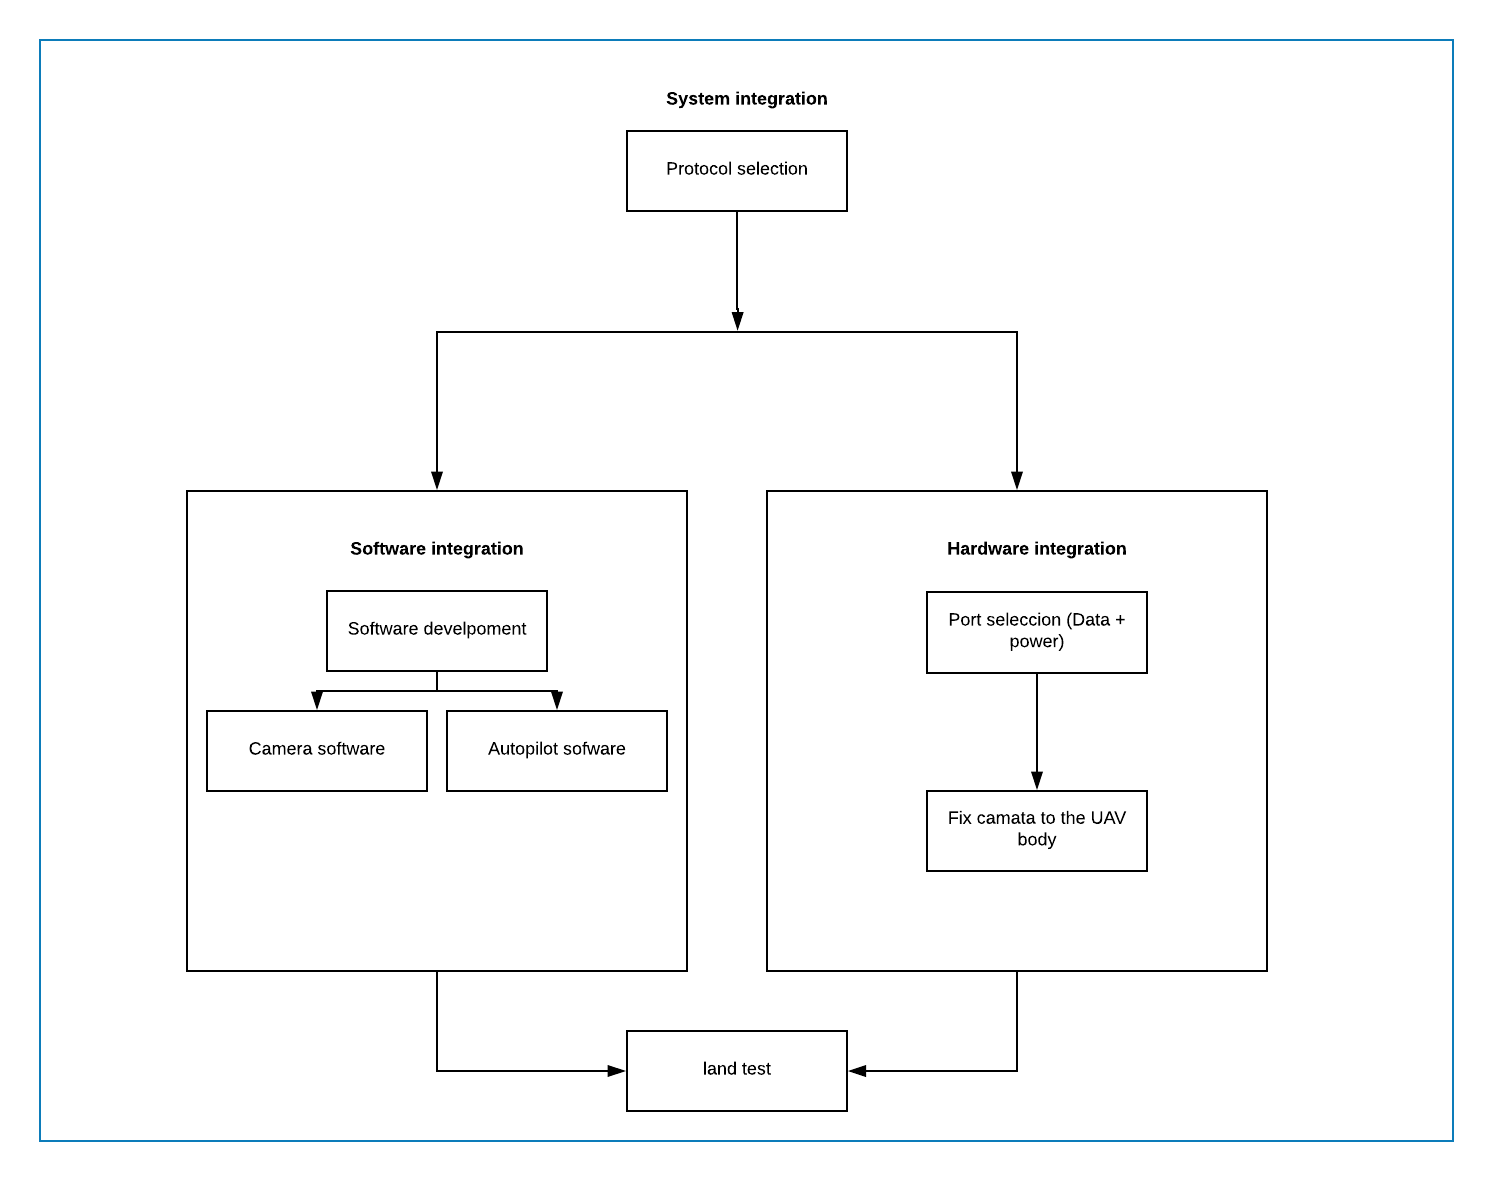 System integration
Protocol selection
Software integration
Software develpoment
Camera software
Autopilot sofware
Hardware integration
Port seleccion (Data +
power)
Fix camata to the UAV
body
land test